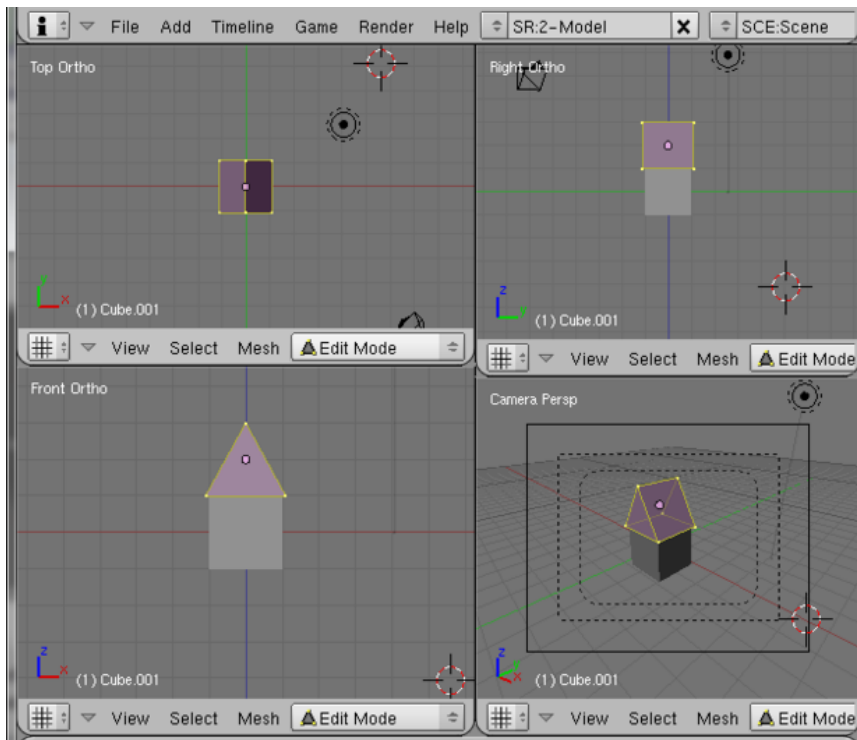 File Add Timeline Game Render Help SR:2-Model SCE:Scene
Top Ortho
y
x
(1) Cube.001
View Select Mesh Edit Mode
Right Ortho
z
y
(1) Cube.001
View Select Mesh Edit Mode
Front Ortho
z
x
(1) Cube.001
View Select Mesh Edit Mode
Camera Persp
z
y
x
(1) Cube.001
View Select Mesh Edit Mode